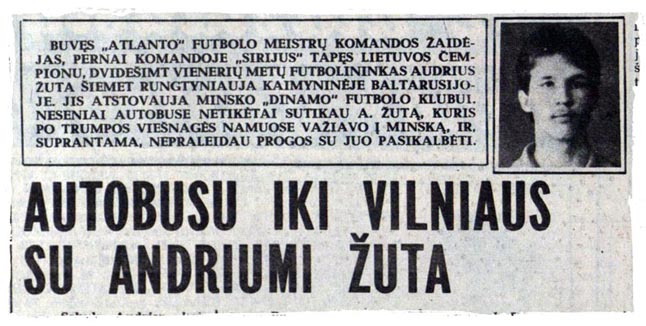 BUVĘS „ATLANTO“ FUTBOLO MEISTRŲ KOMANDOS ŽAIDĖ-
JAS, PERNAI KOMANDOJE „SIRIJUS“ TAPĘS LIETUVOS ČEM-
PIONU, DVIDEŠIMT VIENERIŲ METŲ FUTBOLININKAS AUDRIUS
ŽUTA ŠIEMET RUNGTYNIAUJA KAIMYNINĖJE BALTARUSIJO-
JE. JIS ATSTOVAUJA MINSKO „DINAMO“ FUTBOLO KLUBUI.
NESENIAI AUTOBUSE NETIKĖTAI SUTIKAU A. ŽUTĄ, KURIS
PO TRUMPOS VIEŠNAGĖS NAMUOSE VAŽIAVO Į MINSKĄ, IR,
SUPRANTAMA, NEPRALEIDAU PROGOS SU JUO PASIKALBĖTI.
AUTOBUSU IKI VILNIAUS
SU ANDRIUMI ŽUTA